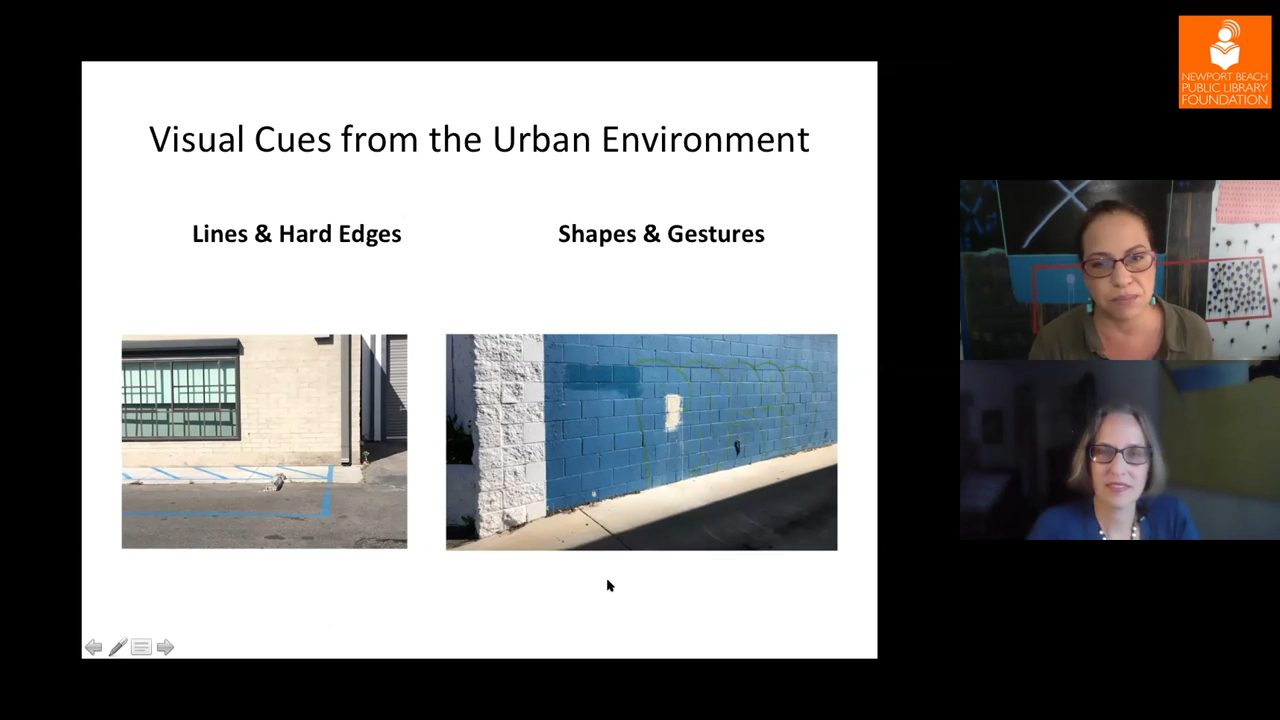 Visual Cues from the Urban Environment
Lines & Hard Edges
Shapes & Gestures
NEWPORT BEACH
PUBLIC LIBRARY
FOUNDATION